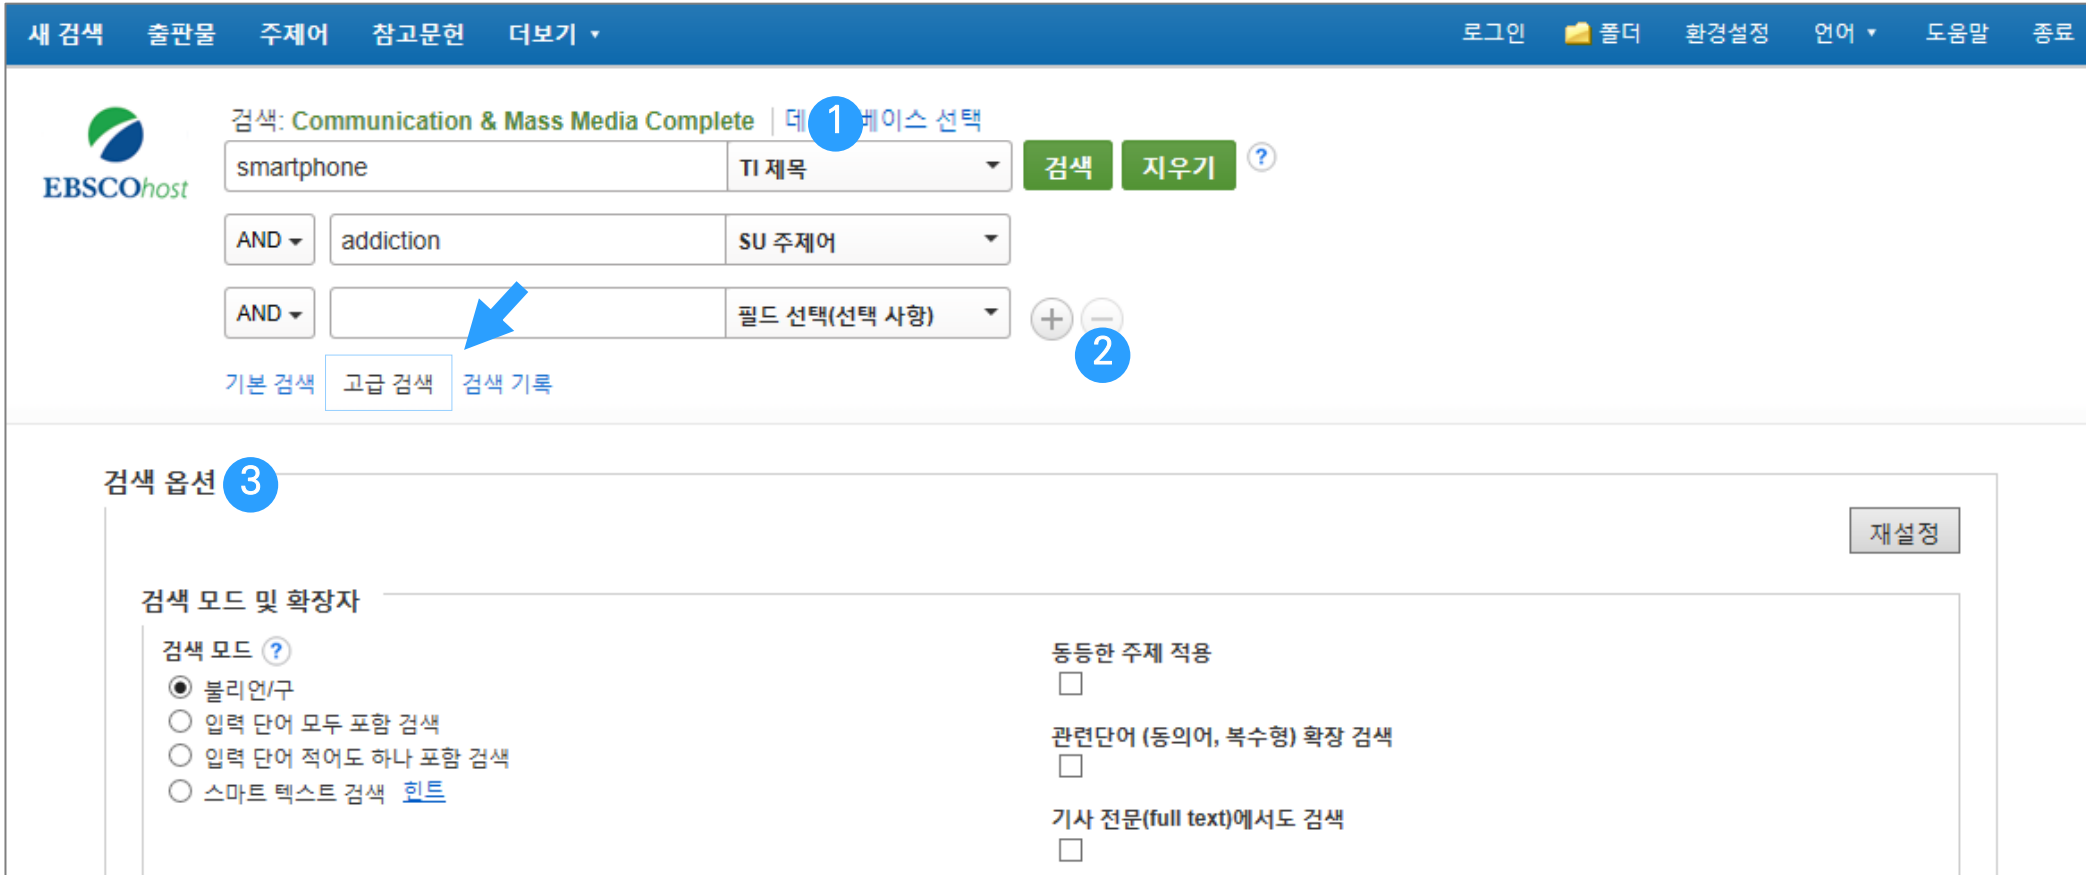 새 검색 출판물 주제어 참고문헌 더보기 로그인 폴더 환경설정 언어 도움말 종료
검색: Communication & Mass Media Complete 데 1 베이스 선택
EBSCOhost
smartphone TI 제목 검색 지우기 ?
AND addiction SU 주제어
AND 필드 선택(선택 사항) + −
2
기본 검색 고급 검색 검색 기록
검색 옵션 3
재설정
검색 모드 및 확장자
검색 모드 ?
불리언/구
입력 단어 모두 포함 검색
입력 단어 적어도 하나 포함 검색
스마트 텍스트 검색 힌트
동등한 주제 적용
관련단어 (동의어, 복수형) 확장 검색
기사 전문(full text)에서도 검색